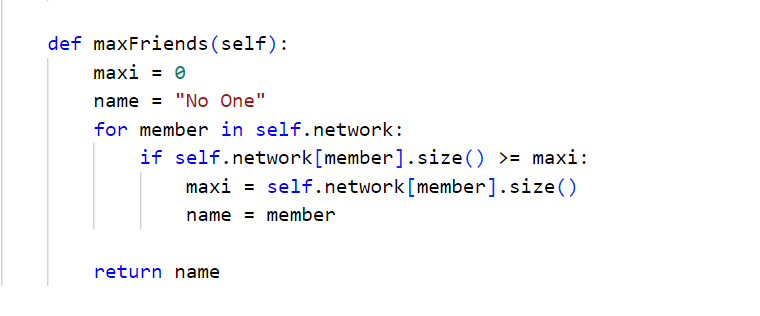 def maxFriends(self):
    maxi = 0
    name = "No One"
    for member in self.network:
        if self.network[member].size() >= maxi:
            maxi = self.network[member].size()
            name = member
    return name